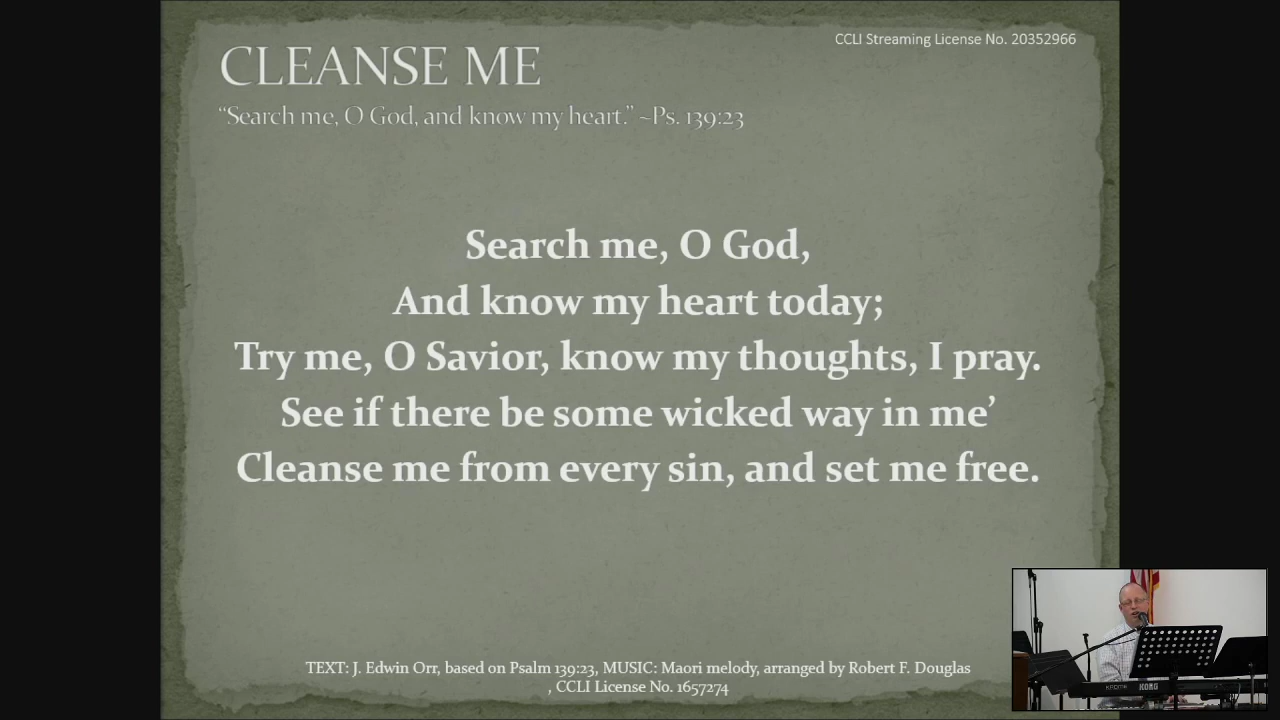 CCLI Streaming License No. 20352966
CLEANSE ME
“Search me, O God, and know my heart.” ~Ps. 139:23
Search me, O God,
And know my heart today;
Try me, O Savior, know my thoughts, I pray.
See if there be some wicked way in me’
Cleanse me from every sin, and set me free.
TEXT: J. Edwin Orr, based on Psalm 139:23, MUSIC: Maori melody, arranged by Robert F. Douglas
, CCLI License No. 1657274
KROME KORG